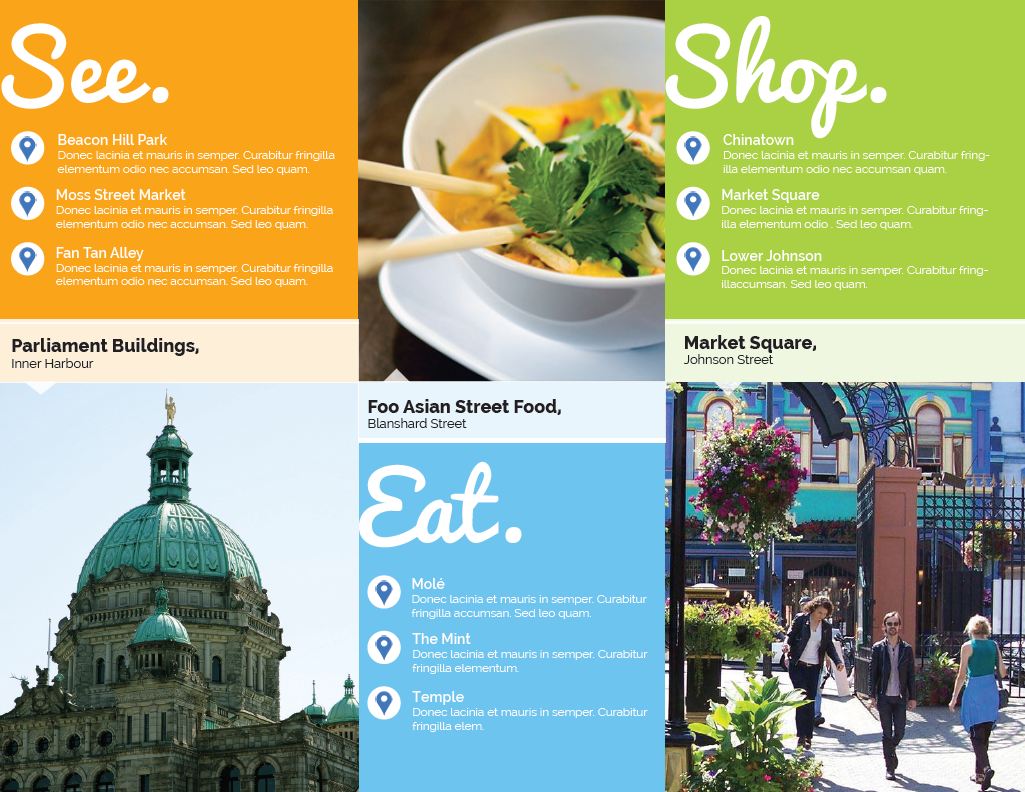 See.
Beacon Hill Park
Donec lacinia et mauris in semper. Curabitur fringilla
elementum odio nec accumsan. Sed leo quam.
Moss Street Market
Donec lacinia et mauris in semper. Curabitur fringilla
elementum odio nec accumsan. Sed leo quam.
Fan Tan Alley
Donec lacinia et mauris in semper. Curabitur fringilla
elementum odio nec accumsan. Sed leo quam.
Parliament Buildings,
Inner Harbour
Foo Asian Street Food,
Blanshard Street
Eat.
Molé
Donec lacinia et mauris in semper. Curabitur
fringilla accumsan. Sed leo quam.
The Mint
Donec lacinia et mauris in semper. Curabitur
fringilla elementum.
Temple
Donec lacinia et mauris in semper. Curabitur
fringilla elem.
Shop.
Chinatown
Donec lacinia et mauris in semper. Curabitur fring-
illa elementum odio nec accumsan quam.
Market Square
Donec lacinia et mauris in semper. Curabitur fring-
illa elementum odio . Sed leo quam.
Lower Johnson
Donec lacinia et mauris in semper. Curabitur fring-
illaccumsan. Sed leo quam.
Market Square,
Johnson Street